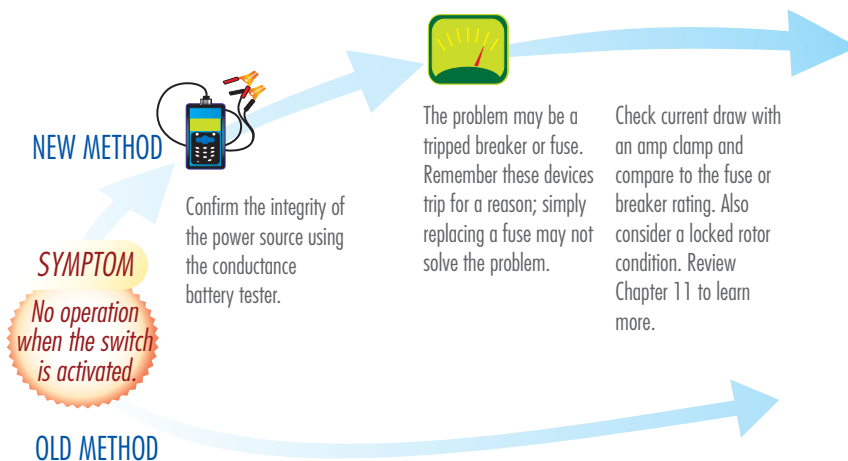 NEW METHOD
SYMPTOM
No operation
when the switch
is activated.
OLD METHOD
Confirm the integrity of
the power source using
the conductance
battery tester.
The problem may be a
tripped breaker or fuse.
Remember these devices
trip for a reason; simply
replacing a fuse may not
solve the problem.
Check current draw with
an amp clamp and
compare to the fuse or
breaker rating. Also
consider a locked rotor
condition. Review
Chapter 11 to learn
more.